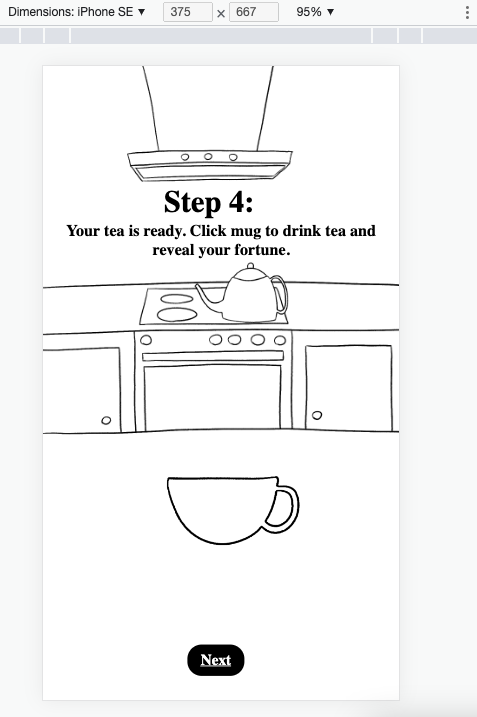 Dimensions: iPhone SE ▼ 375 × 667 95% ▼
Step 4:
Your tea is ready. Click mug to drink tea and
reveal your fortune.
Next